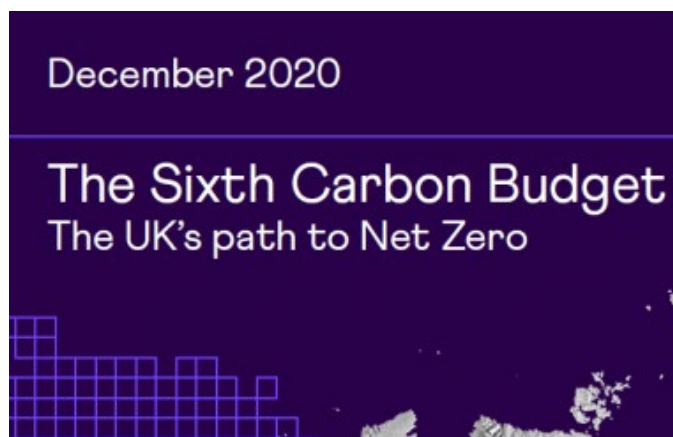 December 2020
The Sixth Carbon Budget
The UK's path to Net Zero